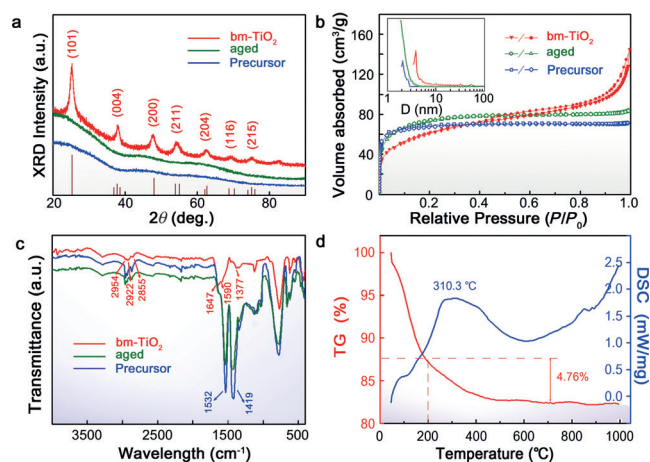 a
XRD Intensity (a.u.)
(101)
(004)
(200)
(211)
(204)
(116)
(215)
bm-TiO2
aged
Precursor
20 40 60 80
2θ (deg.)
b
Volume absorbed (cm3/g)
160
120
80
40
0
1 10 100
D (nm)
bm-TiO2
aged
Precursor
0.0 0.2 0.4 0.6 0.8 1.0
Relative Pressure (P/P0)
c
Transmittance (a.u.)
2954
2922
2855
1647
1590
1377
bm-TiO2
aged
Precursor
1532
1419
3500 2500 1500 500
Wavelength (cm-1)
d
TG (%)
100
95
90
85
80
310.3 ℃
4.76%
2.5
2.0
1.5
1.0
0.5
0.0
DSC (mW/mg)
0 200 400 600 800 1000
Temperature (℃)